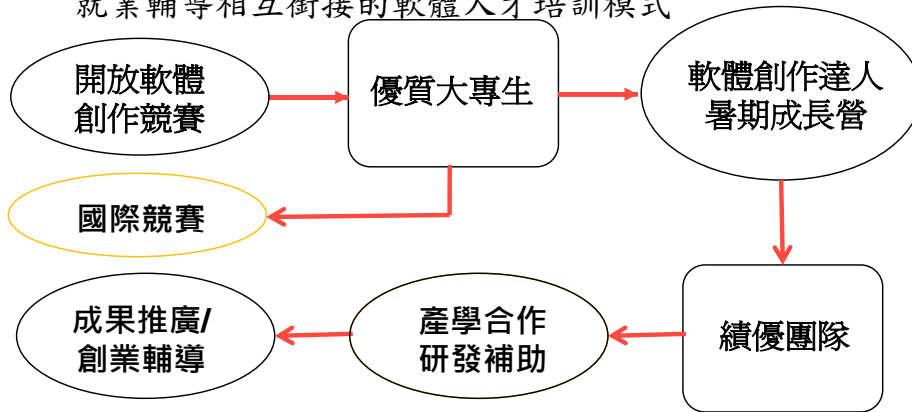 就業輔導相互銜接的軟體人才培訓模式
開放軟體
創作競賽
優質大專生
軟體創作達人
暑期成長營
國際競賽
成果推廣/
創業輔導
產學合作
研發補助
績優團隊